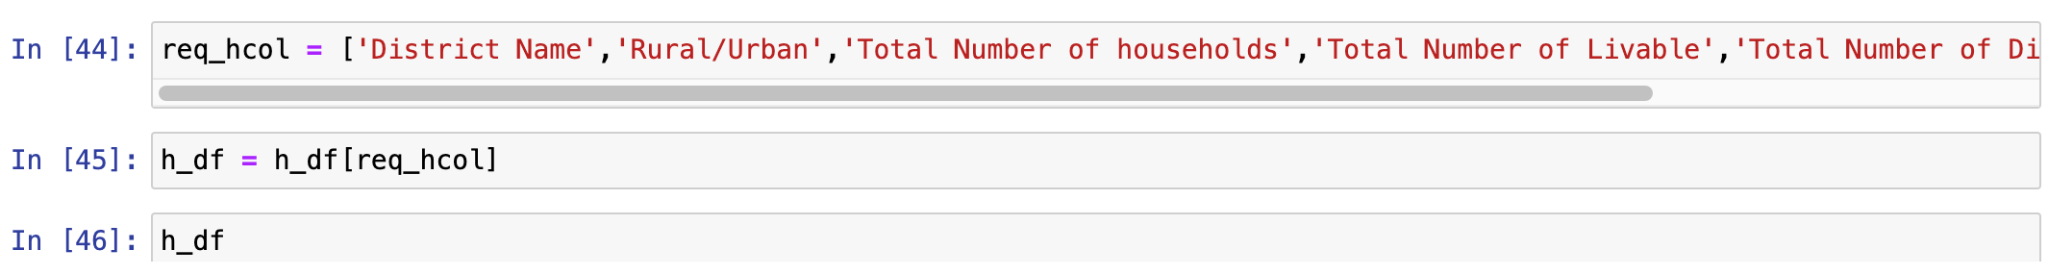 In [44]: req_hcol = ['District Name','Rural/Urban','Total Number of households','Total Number of Livable','Total Number of Di
In [45]: h_df = h_df[req_hcol]
In [46]: h_df